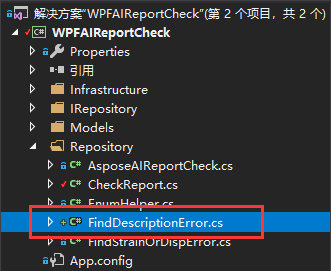 解决方案"WPFAIReportCheck"(第 2 个项目，共 2 个)
WPFAIReportCheck
Properties
引用
Infrastructure
IRepository
Models
Repository
AsposeAIReportCheck.cs
CheckReport.cs
EnumHelper.cs
FindDescriptionError.cs
FindStrainOrDispError.cs
App.config